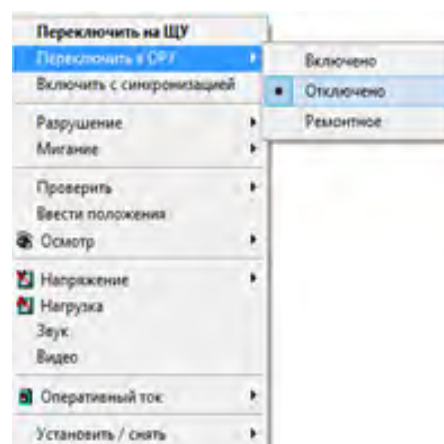 Переключить на ЩУ
Переключить в ОРУ
Включить с синхронизацией
Разрушение
Мигание
Проверить
Ввести положения
Осмотр
Напряжение
Нагрузка
Звук
Видео
Оперативный ток
Установить / снять
Включено
Отключено
Ремонтное